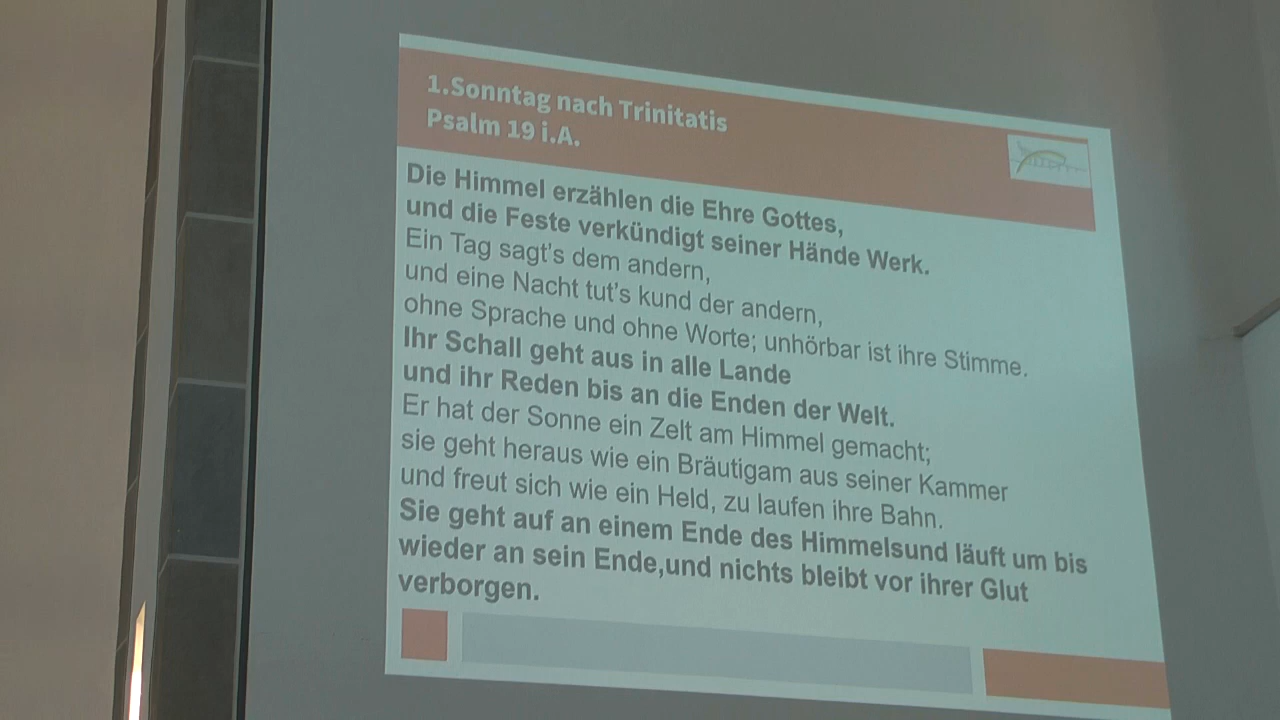 1.Sonntag nach Trinitatis
Psalm 19 i.A.
Die Himmel erzählen die Ehre Gottes,
und die Feste verkündigt seiner Hände Werk.
Ein Tag sagt's dem andern,
und eine Nacht tut's kund der andern,
ohne Sprache und ohne Worte; unhörbar ist ihre Stimme.
Ihr Schall geht aus in alle Lande
und ihr Reden bis an die Enden der Welt.
Er hat der Sonne ein Zelt am Himmel gemacht;
sie geht heraus wie ein Bräutigam aus seiner Kammer
und freut sich wie ein Held, zu laufen ihre Bahn.
Sie geht auf an einem Ende des Himmelsund läuft um bis
wieder an sein Ende,und nichts bleibt vor ihrer Glut
verborgen.